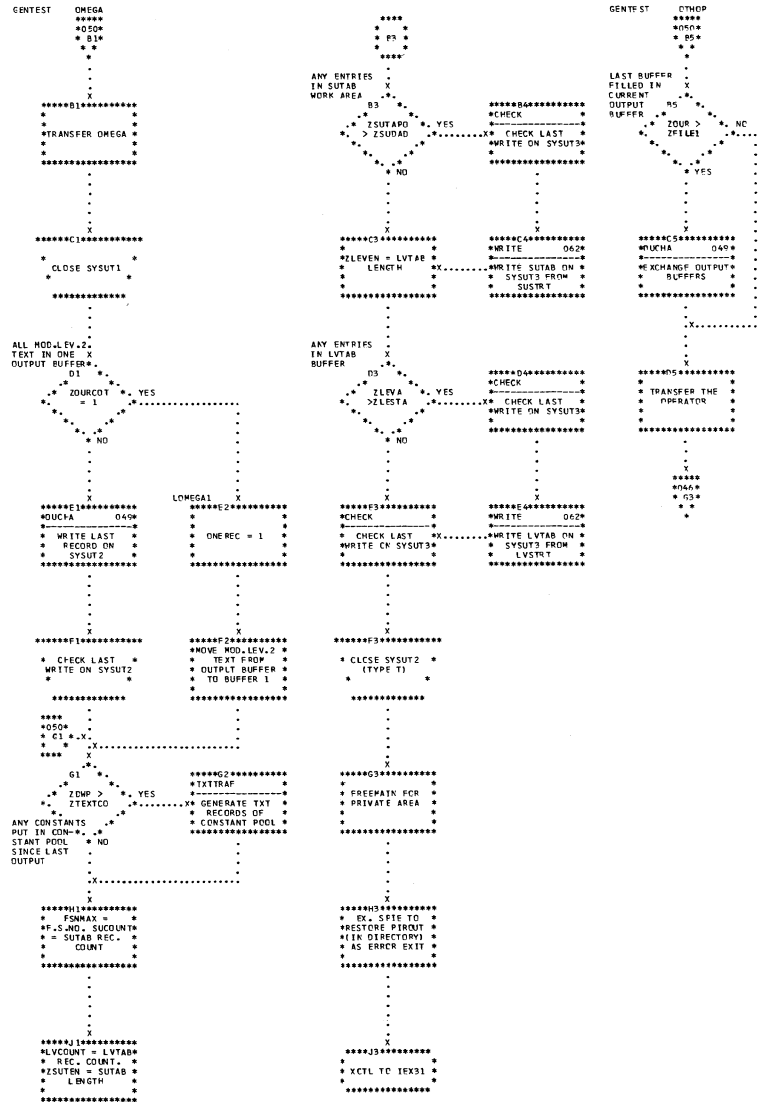 GENTEST OMEGA
*050*
* B1*
*****B1**********
*TRANSFER OMEGA *
******C1***********
CLOSE SYSUT1
ALL MOD.LEV.2.
TEXT IN ONE X
OUTPUT BUFFER*.
D1
ZOURCOT *. YES
= 1
* NO
*****E1**********
*OUCHA 049*
* WRITE LAST *
* RECORD ON *
* SYSUT2 *
LOMEGA1 X
*****E2**********
* ONEREC = 1 *
******F1***********
* CHECK LAST *
WRITE ON SYSUT2
*****F2**********
*MOVE MOD.LEV.2 *
* TEXT FROM *
* OUTPUT BUFFER *
* TO BUFFER 1 *
*050*
* G1 *.X.
G1
ZCWP > *. YES
*. ZTEXTCO
ANY CONSTANTS
PUT IN CON-*. .*
STANT POOL * NO
SINCE LAST
OUTPUT
*****G2**********
*TXTTRAF *
* GENERATE TXT *
* RECORDS OF *
* CONSTANT POOL *
*****H1**********
* FSNMAX = *
*F.S.NO. SUCOUNT*
* = SUTAB REC. *
* COUNT *
*****J1**********
*LVCOUNT = LVTAB*
* REC. COUNT. *
*ZSUTEN = SUTAB *
* LENGTH *
* B3 *
ANY ENTRIES
IN SUTAB X
WORK AREA
B3
ZSUTAPO *. YES
> ZSUDAD
* NO
*****B4**********
*CHECK *
* CHECK LAST *
*WRITE ON SYSUT3*
*****C3**********
*ZLEVEN = LVTAB *
* LENGTH
*****C4**********
*WRITE 062*
*WRITE SUTAB ON *
* SYSUT3 FROM *
* SUSTRT *
ANY ENTRIES
IN LVTAB X
BUFFER
D3
ZLEVA *. YES
>ZLESTA
* NO
*****D4**********
*CHECK *
* CHECK LAST *
*WRITE ON SYSUT3*
*****E3**********
*CHECK *
* CHECK LAST
*WRITE ON SYSUT3*
*****E4**********
*WRITE 062*
*WRITE LVTAB ON *
* SYSUT3 FROM *
* LVSTRT *
******F3***********
* CLOSE SYSUT2 *
(TYPE T)
*****G3**********
* FREEMAIN FOR *
* PRIVATE AREA *
*****H3**********
* EX. SPIE TO *
*RESTORE PIROUT *
*(IN DIRECTORY) *
* AS ERROR EXIT *
****J3*********
* XCTL TO IEX31 *
GENTEST OTHOP
*050*
* B5*
LAST BUFFER
FILLED IN X
CURRENT
OUTPUT B5
BUFFER
ZOUR > *. NO
*. ZFILE1
* YES
*****C5**********
*OUCHA 049*
*EXCHANGE OUTPUT*
* BUFFERS *
*****D5**********
* TRANSFER THE *
* OPERATOR *
*046*
* G3*